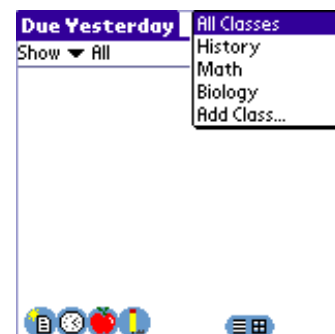 Due Yesterday
All Classes
Show All
History
Math
Biology
Add Class...